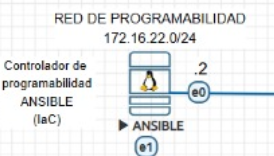 RED DE PROGRAMABILIDAD
172.16.22.0/24
Controlador de
programabilidad
ANSIBLE
(IaC)
.2
e0
ANSIBLE
e1